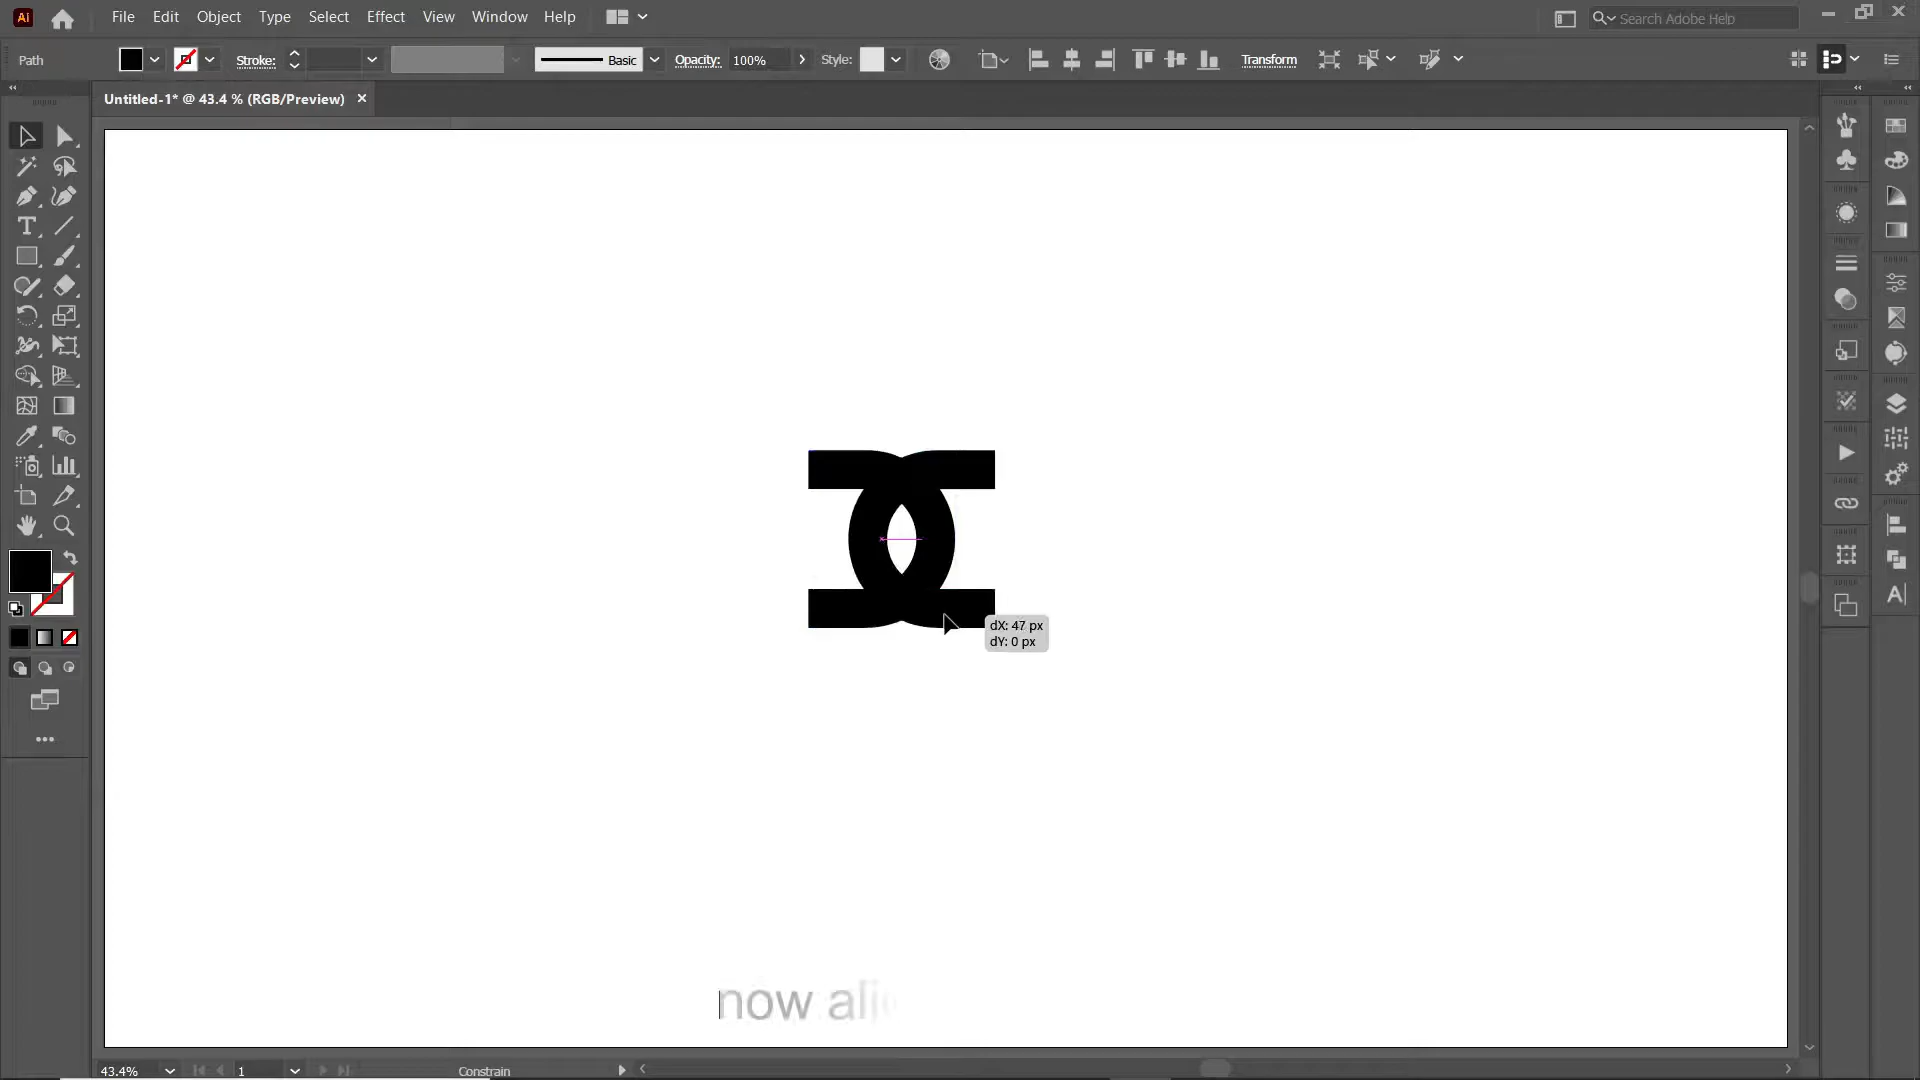 Ai File Edit Object Type Select Effect View Window Help Search Adobe Help
Path Stroke: Basic Opacity: 100% Style: Transform
Untitled-1* @ 43.4 % (RGB/Preview)
dX: 47 px
dY: 0 px
now
43.4% 1 Constrain